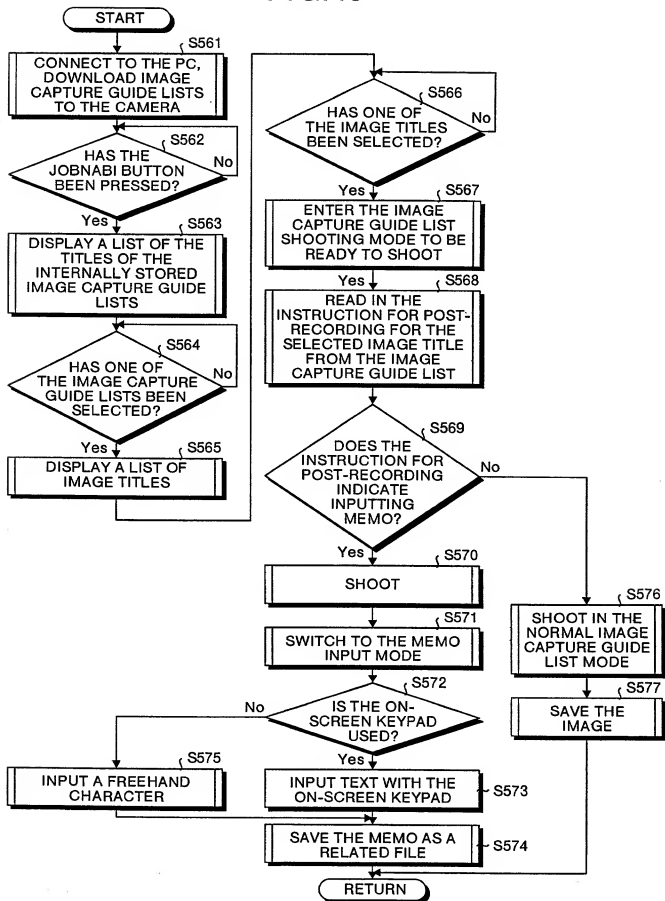 START
S561
CONNECT TO THE PC,
DOWNLOAD IMAGE
CAPTURE GUIDE LISTS
TO THE CAMERA
S562
HAS THE
JOBNABI BUTTON
BEEN PRESSED?
No
Yes
S563
DISPLAY A LIST OF THE
TITLES OF THE
INTERNALLY STORED
IMAGE CAPTURE GUIDE
LISTS
S564
HAS ONE OF
THE IMAGE CAPTURE
GUIDE LISTS BEEN
SELECTED?
No
Yes
S565
DISPLAY A LIST OF
IMAGE TITLES
S566
HAS ONE OF
THE IMAGE TITLES
BEEN SELECTED?
No
Yes
S567
ENTER THE IMAGE
CAPTURE GUIDE LIST
SHOOTING MODE TO BE
READY TO SHOOT
Yes
S568
READ IN THE
INSTRUCTION FOR POST-
RECORDING FOR THE
SELECTED IMAGE TITLE
FROM THE IMAGE
CAPTURE GUIDE LIST
S569
DOES THE
INSTRUCTION FOR
POST-RECORDING
INDICATE
INPUTTING
MEMO?
No
Yes
S570
SHOOT
S571
SWITCH TO THE MEMO
INPUT MODE
S572
IS THE ON-
SCREEN KEYPAD
USED?
No
Yes
S575
INPUT A FREEHAND
CHARACTER
INPUT TEXT WITH THE
ON-SCREEN KEYPAD
S573
SAVE THE MEMO AS A
RELATED FILE
S574
S576
SHOOT IN THE
NORMAL IMAGE
CAPTURE GUIDE
LIST MODE
S577
SAVE THE
IMAGE
RETURN